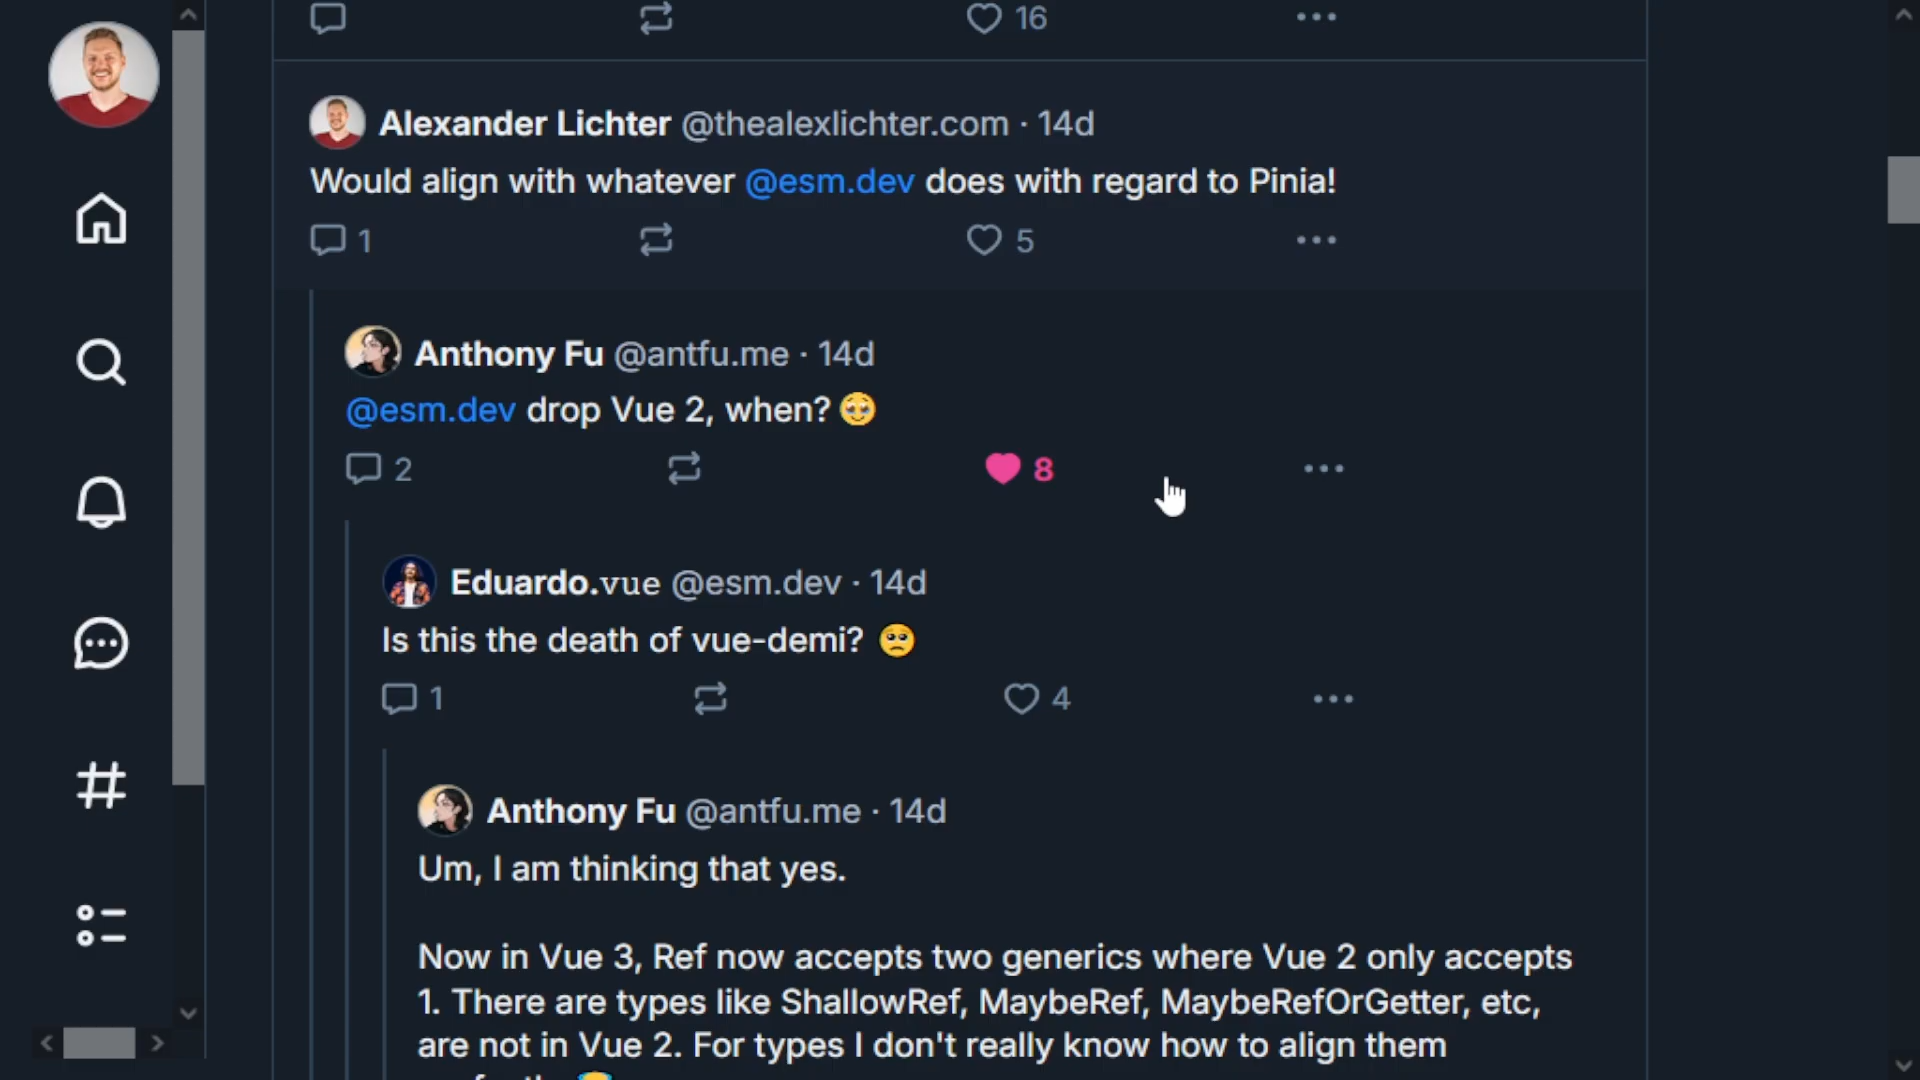 16
Alexander Lichter @thealexlichter.com · 14d
Would align with whatever @esm.dev does with regard to Pinia!
1 5
Anthony Fu @antfu.me · 14d
@esm.dev drop Vue 2, when? 🥹
2 8
Eduardo.vue @esm.dev · 14d
Is this the death of vue-demi? 🥺
1 4
Anthony Fu @antfu.me · 14d
Um, I am thinking that yes.
Now in Vue 3, Ref now accepts two generics where Vue 2 only accepts
1. There are types like ShallowRef, MaybeRef, MaybeRefOrGetter, etc,
are not in Vue 2. For types I don't really know how to align them